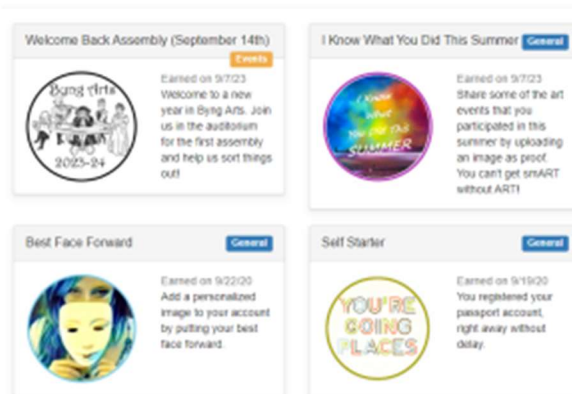 Welcome Back Assembly (September 14th)
Events
Byng Arts
2023-24
Earned on 9/7/23
Welcome to a new
year in Byng Arts. Join
us in the auditorium
for the first assembly
and help us sort things
out!
I Know What You Did This Summer
General
I Know
What
You Did This
SUMMER
Earned on 9/7/23
Share some of the art
events that you
participated in this
summer by uploading
an image as proof.
You can't get smART
without ART!
Best Face Forward
General
Earned on 9/22/20
Add a personalized
image to your account
by putting your best
face forward.
Self Starter
General
YOU'RE
GOING
PLACES
Earned on 9/19/20
You registered your
passport account,
right away without
delay.